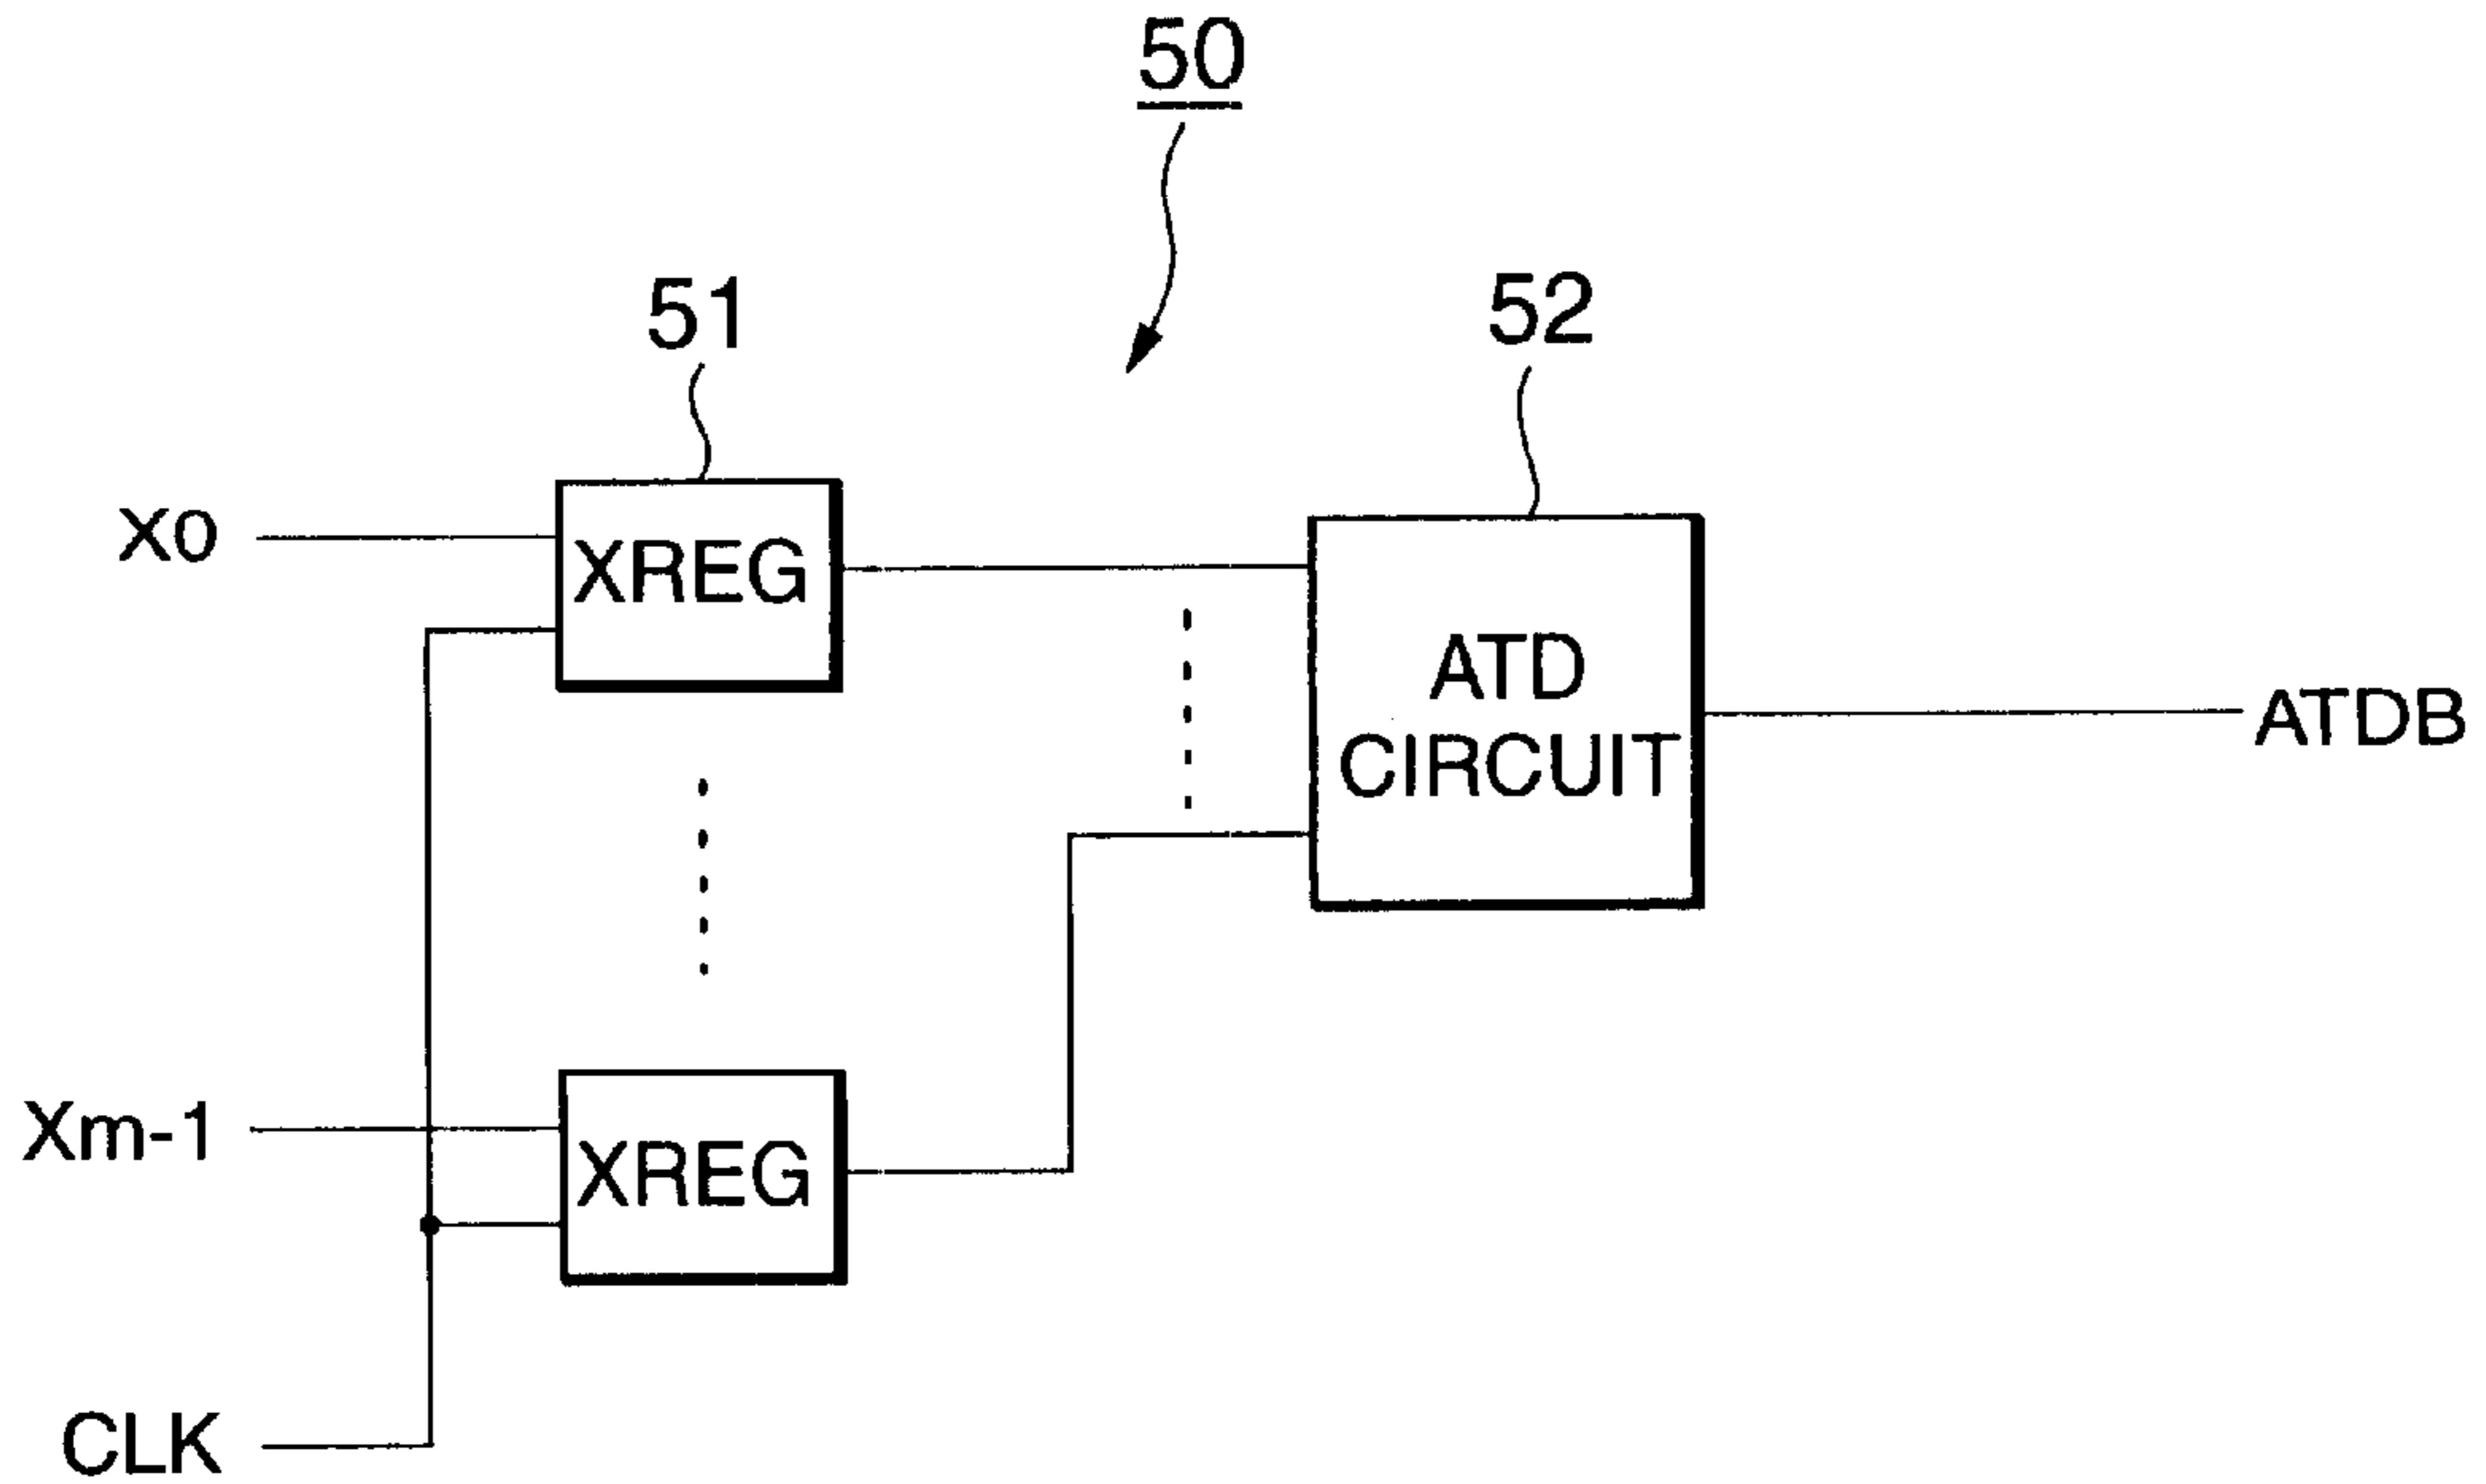 50
51
52
X0
XREG
ATD
CIRCUIT
ATDB
Xm-1
XREG
CLK